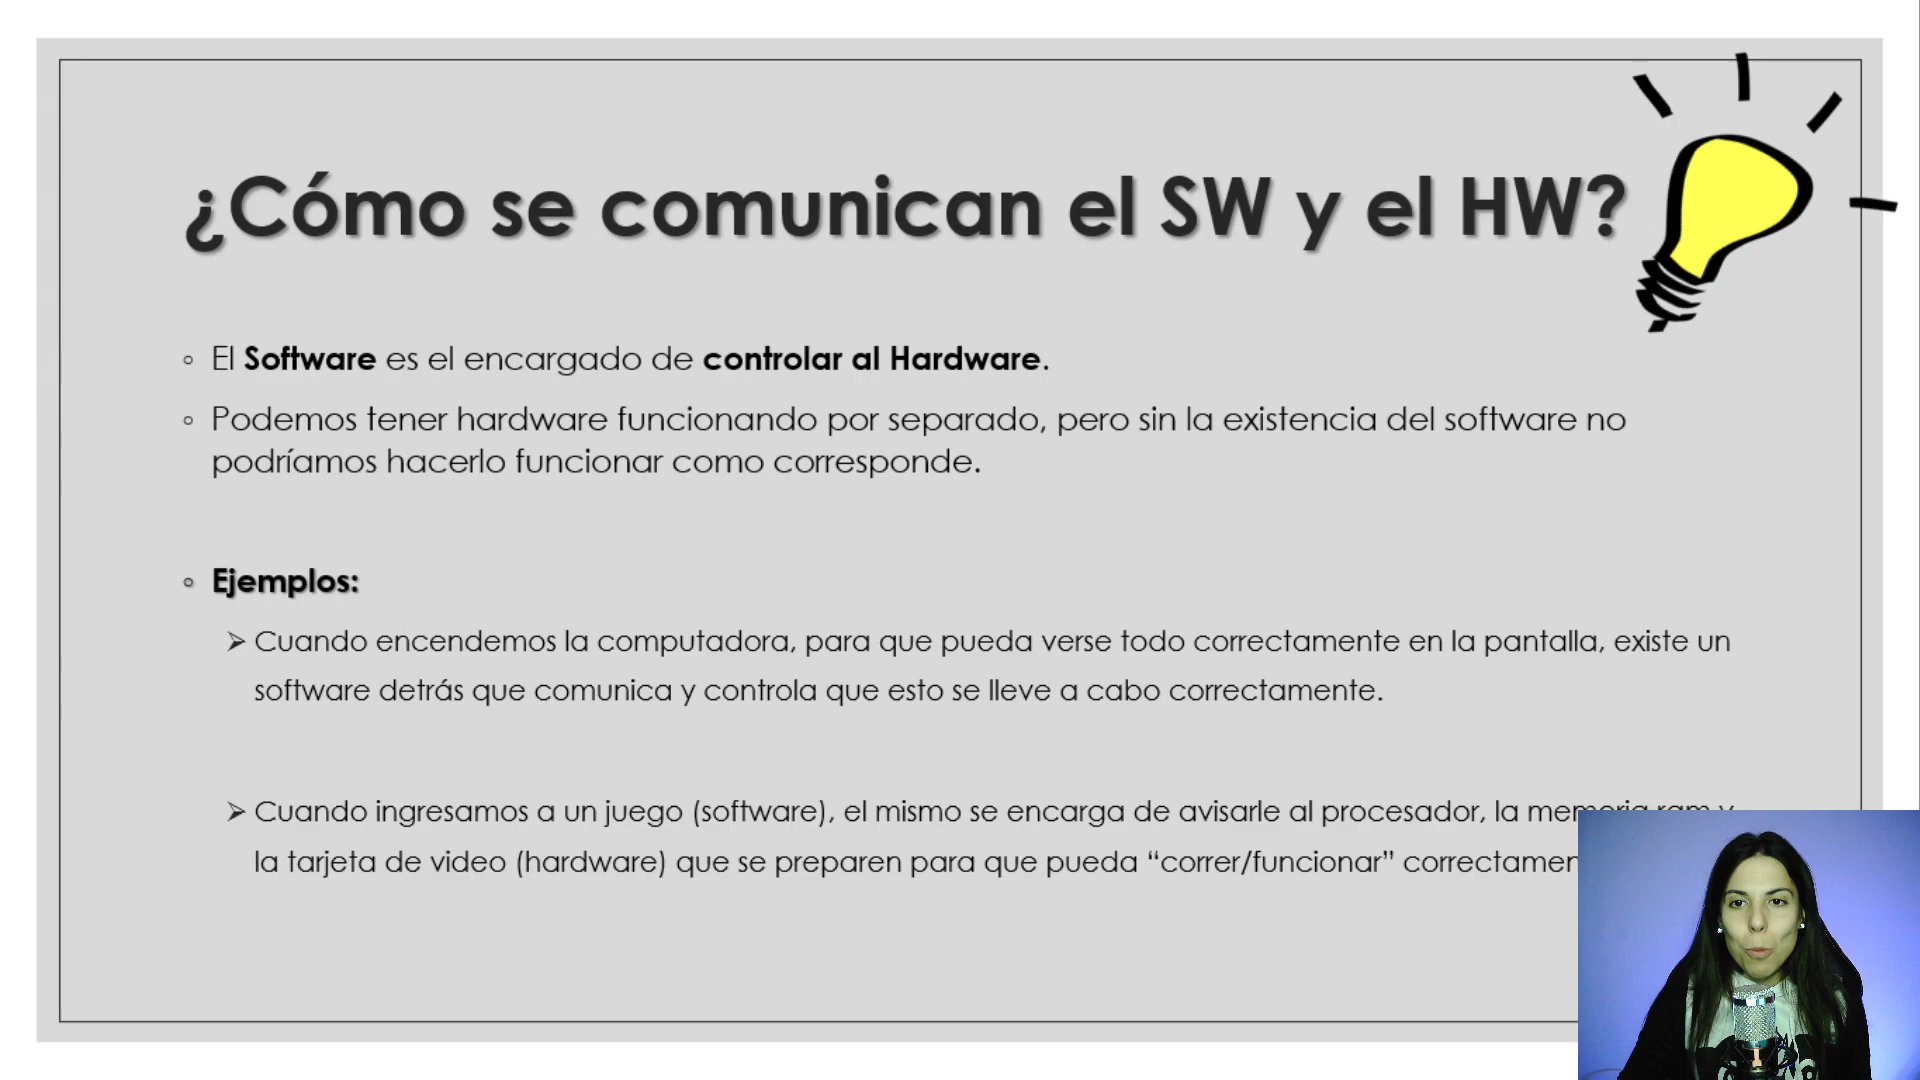 ¿Cómo se comunican el SW y el HW?
El Software es el encargado de controlar al Hardware.
Podemos tener hardware funcionando por separado, pero sin la existencia del software no
podríamos hacerlo funcionar como corresponde.
Ejemplos:
Cuando encendemos la computadora, para que pueda verse todo correctamente en la pantalla, existe un
software detrás que comunica y controla que esto se lleve a cabo correctamente.
Cuando ingresamos a un juego (software), el mismo se encarga de avisarle al procesador, la memoria ram y
la tarjeta de video (hardware) que se preparen para que pueda “correr/funcionar”